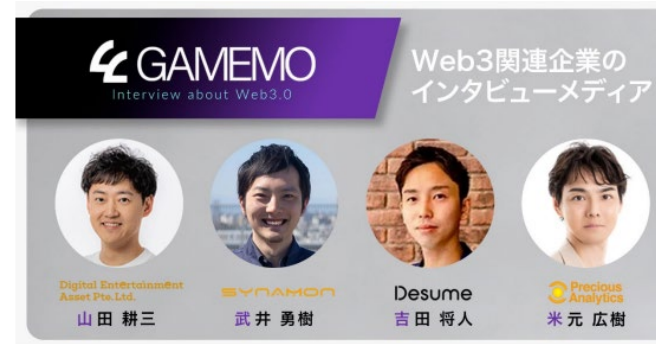 GAMEMO
Interview about Web3.0
Web3関連企業の
インタビューメディア
Digital Entertainment
Asset Pte.Ltd.
山田 耕三
SYNAMON
武井 勇樹
Desume
吉田 将人
Precious
Analytics
米元 広樹